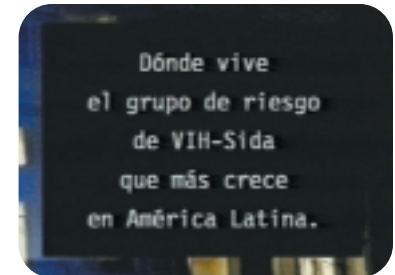 Dónde vive
el grupo de riesgo
de VIH-Sida
que más crece
en América Latina.